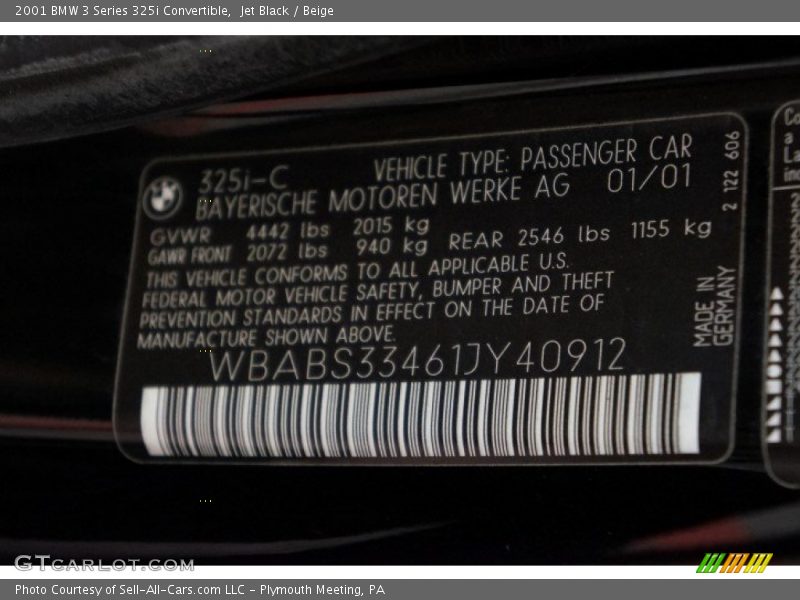 2001 BMW 3 Series 325i Convertible, Jet Black / Beige
325i-C VEHICLE TYPE: PASSENGER CAR
BAYERISCHE MOTOREN WERKE AG 01/01
GVWR 4442 lbs 2015 kg
GAWR FRONT 2072 lbs 940 kg REAR 2546 lbs 1155 kg
THIS VEHICLE CONFORMS TO ALL APPLICABLE U.S.
FEDERAL MOTOR VEHICLE SAFETY, BUMPER AND THEFT
PREVENTION STANDARDS IN EFFECT ON THE DATE OF
MANUFACTURE SHOWN ABOVE.
WBABS33461JY40912
2 122 606
MADE IN
GERMANY
GTCARLOT.COM
Photo Courtesy of Sell-All-Cars.com LLC - Plymouth Meeting, PA